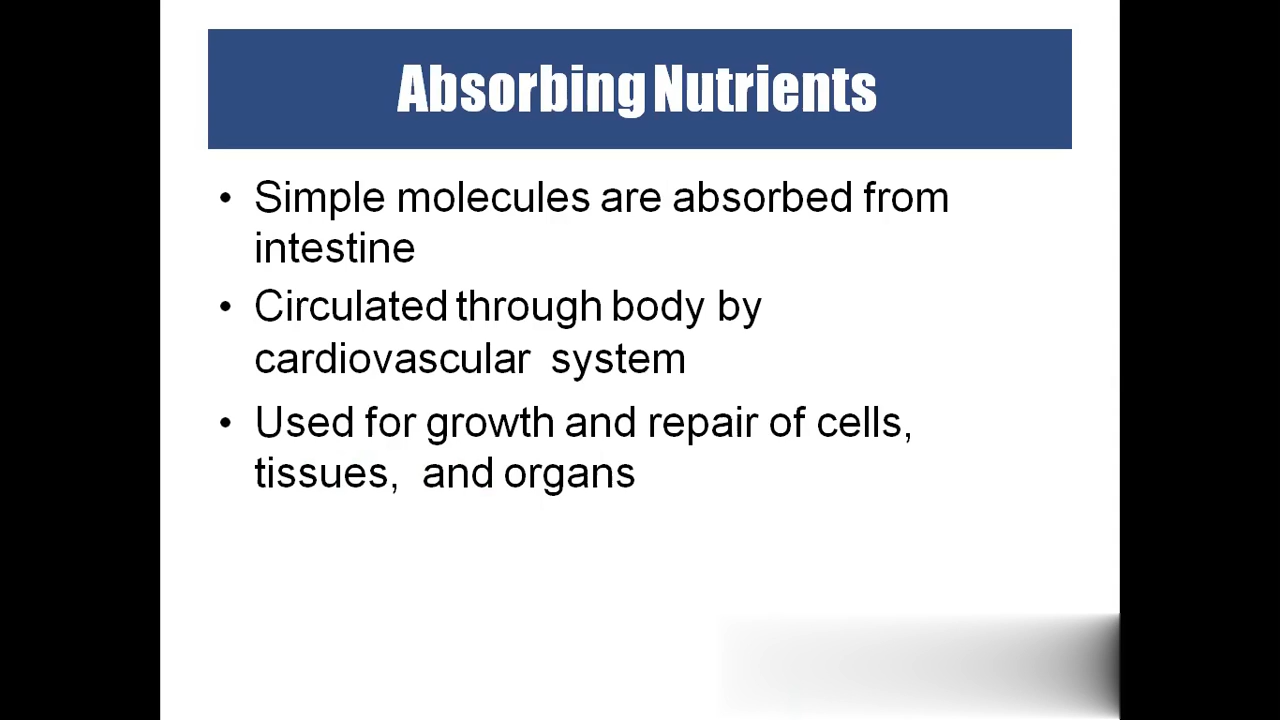 Absorbing Nutrients
• Simple molecules are absorbed from
intestine
• Circulated through body by
cardiovascular system
• Used for growth and repair of cells,
tissues, and organs